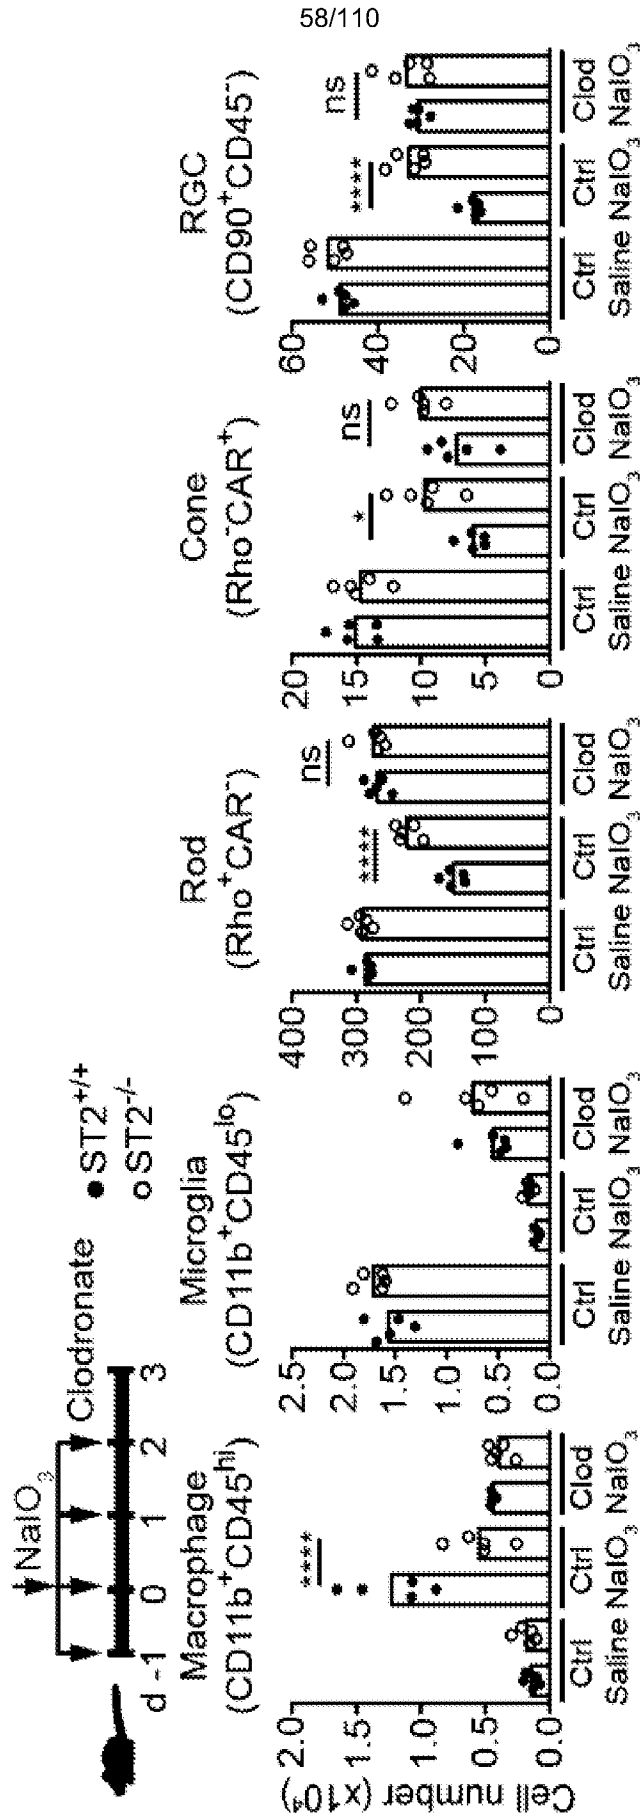 58/110
NaIO3
Clodronate
d -1 0 1 2 3
ST2+/+
ST2-/-
Cell number (x10^4)
Macrophage
(CD11b+CD45hi)
2.0
1.5
1.0
0.5
0.0
****
Ctrl Ctrl Clod
Saline NaIO3 NaIO3
Microglia
(CD11b+CD45lo)
2.5
2.0
1.5
1.0
0.5
0.0
Ctrl Ctrl Clod
Saline NaIO3 NaIO3
Rod
(Rho+CAR-)
400
300
200
100
0
****
ns
Ctrl Ctrl Clod
Saline NaIO3 NaIO3
Cone
(Rho-CAR+)
20
15
10
5
0
*
ns
Ctrl Ctrl Clod
Saline NaIO3 NaIO3
RGC
(CD90+CD45-)
60
40
20
0
****
ns
Ctrl Ctrl Clod
Saline NaIO3 NaIO3